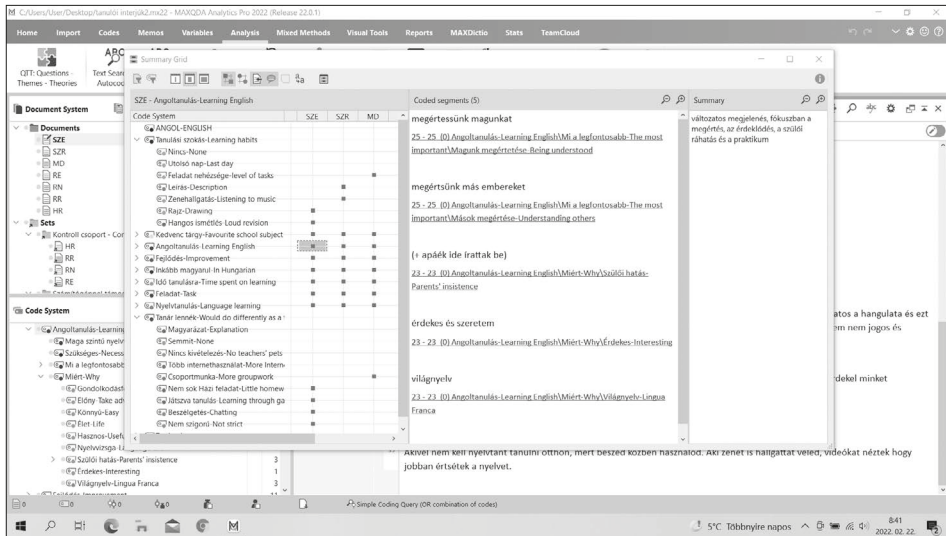 C:/Users/User/Desktop/tanulói interjúk2.mx22 - MAXQDA Analytics Pro 2022 (Release 22.0.1)
Home Import Codes Memos Variables Analysis Mixed Methods Visual Tools Reports MAXDictio Stats TeamCloud
QTT: Questions - Themes - Theories
Summary Grid
Document System
Documents
SZE
SZR
MD
RE
RN
RR
HR
Sets
HR
RR
RN
RE
Code System
Angoltanulás-Learning
Maga szintű nyelv
Szükséges-Necess
Mi a legfontosabb
Miért-Why
Gondolkodást
Előny-Take ad
Könnyű-Easy
Élet-Life
Hasznos-Usefu
Szülői hatás-Parents' insistence 3
Érdekes-Interesting 1
Világnyelv-Lingua Franca 3
SZE - Angoltanulás-Learning English
Code System SZE SZR MD
ANGOL-ENGLISH
Tanulási szokás-Learning habits
Nincs-None
Utolsó nap-Last day
Feladat nehézsége-level of tasks
Leírás-Description
Zenehallgatás-Listening to music
Rajz-Drawing
Hangos ismétlés-Loud revision
Kedvenc tárgy-Favourite school subject
Angoltanulás-Learning English
Fejlődés-Improvement
Inkább magyarul-In Hungarian
Idő tanulásra-Time spent on learning
Feladat-Task
Nyelvtanulás-Language learning
Tanár lennék-Would do differently as a
Magyarázat-Explanation
Semmit-None
Nincs kivételezés-No teachers' pets
Több internethasználat-More Intern
Csoportmunka-More groupwork
Nem sok Házi feladat-Little homew
Játszva tanulás-Learning through ga
Beszélgetés-Chatting
Nem szigorú-Not strict
Coded segments (5)
megértessünk magunkat
25 - 25 (0) Angoltanulás-Learning English\Mi a legfontosabb-The most
important\Magunk megértetése-Being understood
megértsünk más embereket
25 - 25 (0) Angoltanulás-Learning English\Mi a legfontosabb-The most
important\Mások megértése-Understanding others
(+ apáék ide írattak be)
23 - 23 (0) Angoltanulás-Learning English\Miért-Why\Szülői hatás-
Parents' insistence
érdekes és szeretem
23 - 23 (0) Angoltanulás-Learning English\Miért-Why\Érdekes-Interesting
világnyelv
23 - 23 (0) Angoltanulás-Learning English\Miért-Why\Világnyelv-Lingua
Franca
Summary
változatos megjelenés, fókuszban a
megértés, az érdeklődés, a szülői
ráhatás és a praktikum
atos a hangulata és ezt
em nem jogos és
rdekel minket
Akivel nem kell nyelvtant tanulni otthon, mert beszéd közben használod. Aki zenét is hallgattat veled, videókat néztek hogy
jobban értsétek a nyelvet.
Simple Coding Query (OR combination of codes)
5°C Többnyire napos
8:41
2022. 02. 22.